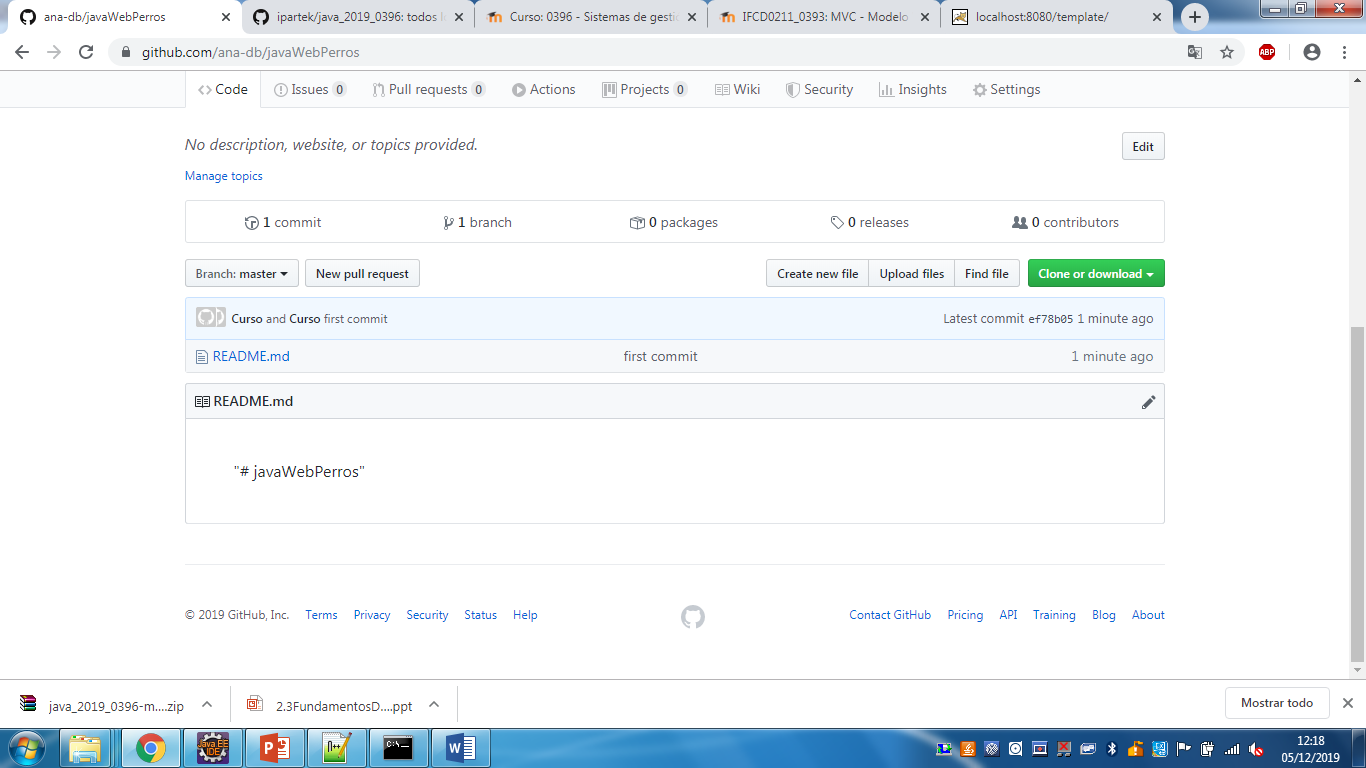 ana-db/javaWebPerros
ipartek/java_2019_0396: todos l
Curso: 0396 - Sistemas de gesti
IFCD0211_0393: MVC - Modelo
localhost:8080/template/
github.com/ana-db/javaWebPerros
ABP
Code
Issues 0
Pull requests 0
Actions
Projects 0
Wiki
Security
Insights
Settings
No description, website, or topics provided.
Edit
Manage topics
1 commit
1 branch
0 packages
0 releases
0 contributors
Branch: master
New pull request
Create new file
Upload files
Find file
Clone or download
Curso and Curso first commit
Latest commit ef78b05 1 minute ago
README.md
first commit
1 minute ago
README.md
"# javaWebPerros"
© 2019 GitHub, Inc.
Terms
Privacy
Security
Status
Help
Contact GitHub
Pricing
API
Training
Blog
About
java_2019_0396-m....zip
2.3FundamentosD....ppt
Mostrar todo
Java EE
IDE
C:\
12:18
05/12/2019